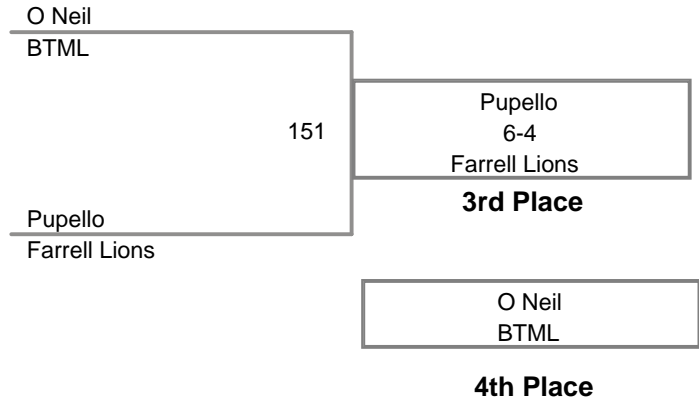 O Neil
BTML
151
Pupello
6-4
Farrell Lions
3rd Place
Pupello
Farrell Lions
O Neil
BTML
4th Place